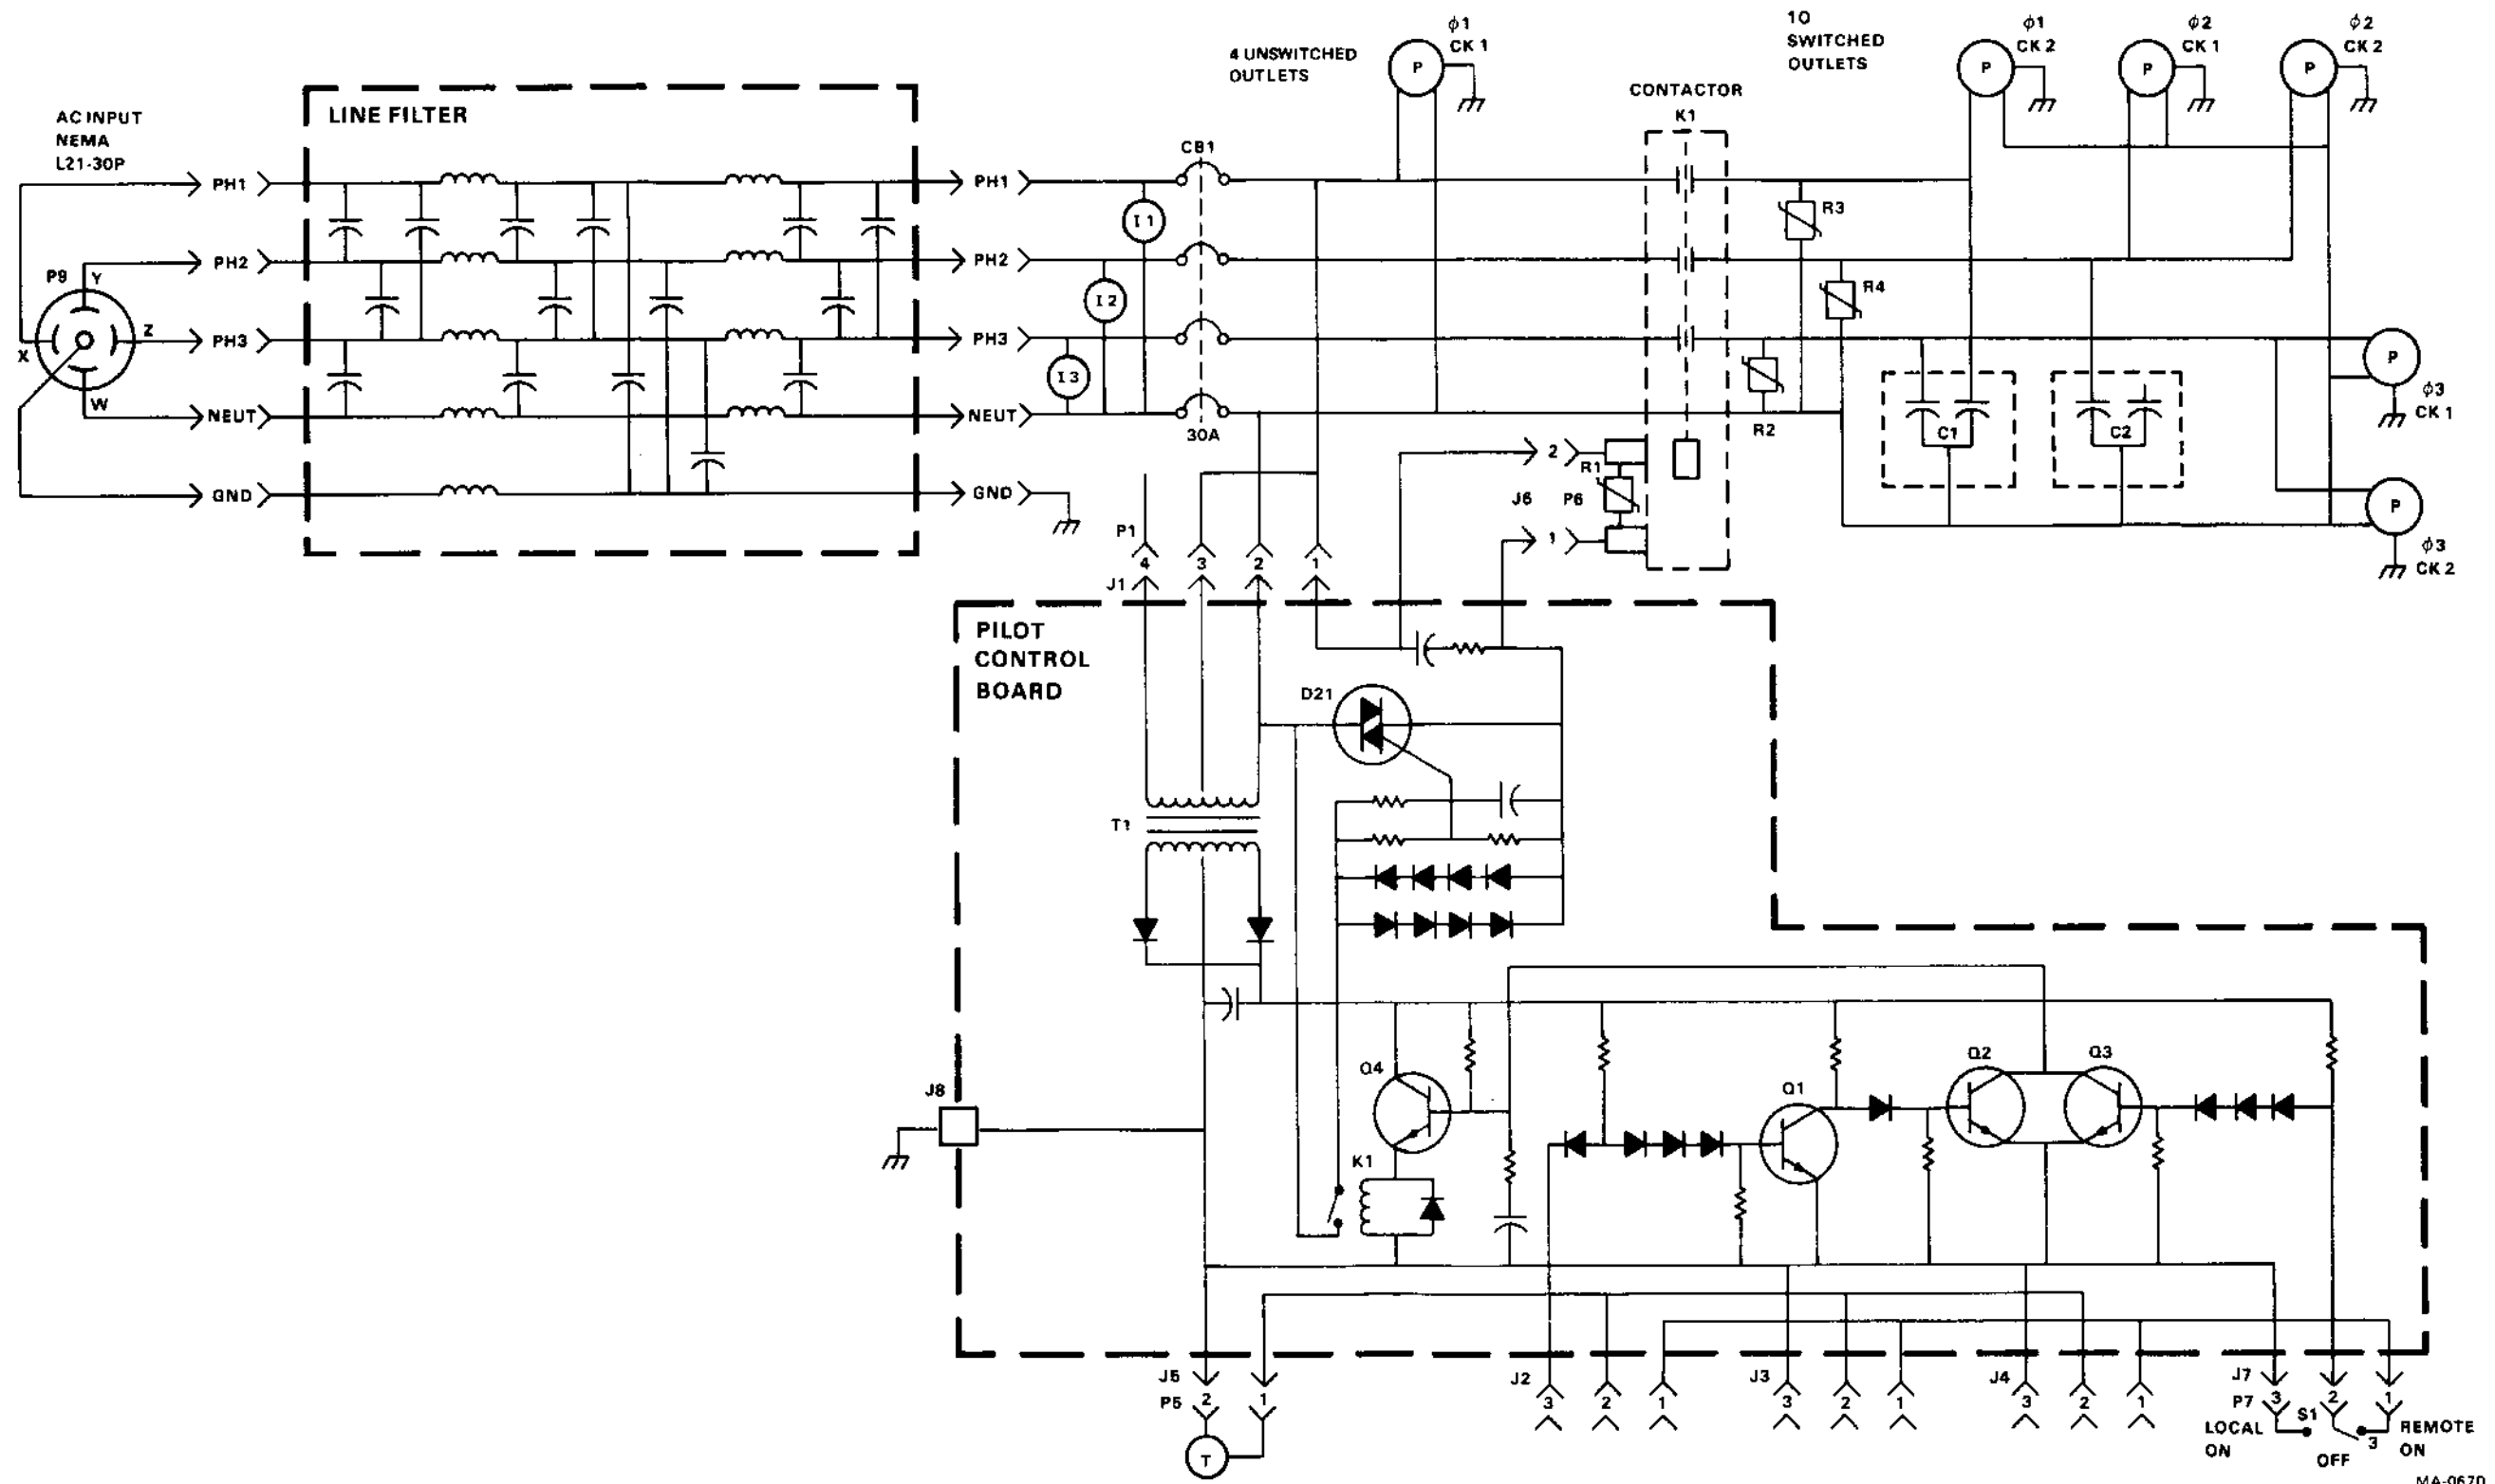 AC INPUT
NEMA
L21-30P
P9
X
Y
Z
W
PH1
PH2
PH3
NEUT
GND
LINE FILTER
PH1
PH2
PH3
NEUT
GND
I 1
I 2
I 3
CB1
30A
4 UNSWITCHED
OUTLETS
P
ϕ1
CK 1
CONTACTOR
K1
10
SWITCHED
OUTLETS
P
ϕ1
CK 2
P
ϕ2
CK 1
P
ϕ2
CK 2
R3
R4
R2
C1
C2
P
ϕ3
CK 1
P
ϕ3
CK 2
2
R1
J6
P6
1
P1
4
3
2
1
J1
PILOT
CONTROL
BOARD
D21
T1
J8
Q4
K1
Q1
Q2
Q3
J5
P5
2
1
T
J2
3
2
1
J3
3
2
1
J4
3
2
1
J7
P7
3
2
1
S1
3
LOCAL
ON
OFF
REMOTE
ON